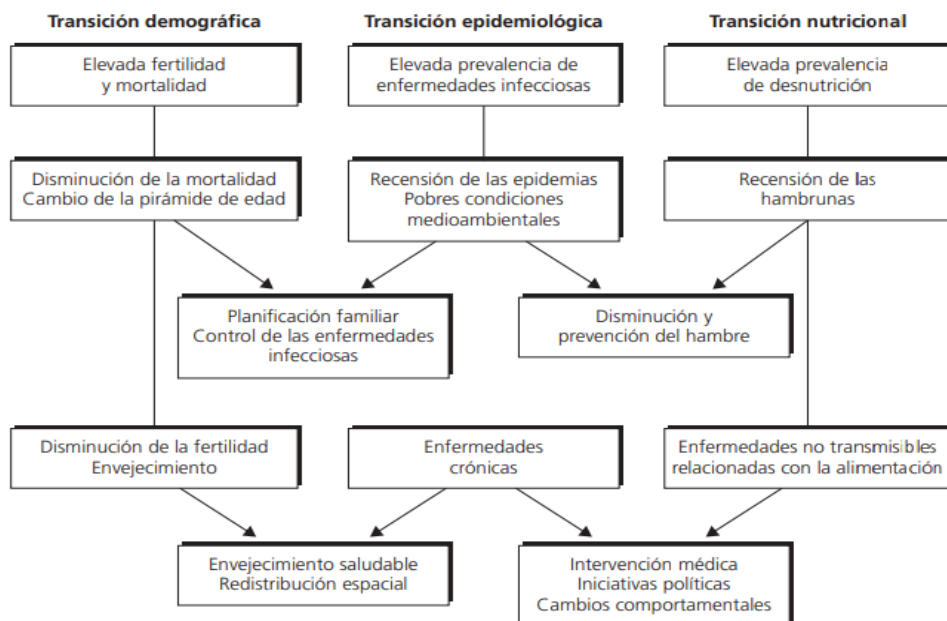 Transición demográfica
Transición epidemiológica
Transición nutricional
Elevada fertilidad
y mortalidad
Elevada prevalencia de
enfermedades infecciosas
Elevada prevalencia
de desnutrición
Disminución de la mortalidad
Cambio de la pirámide de edad
Recensión de las epidemias
Pobres condiciones
medioambientales
Recensión de las
hambrunas
Planificación familiar
Control de las enfermedades
infecciosas
Disminución y
prevención del hambre
Disminución de la fertilidad
Envejecimiento
Enfermedades
crónicas
Enfermedades no transmisibles
relacionadas con la alimentación
Envejecimiento saludable
Redistribución espacial
Intervención médica
Iniciativas políticas
Cambios comportamentales